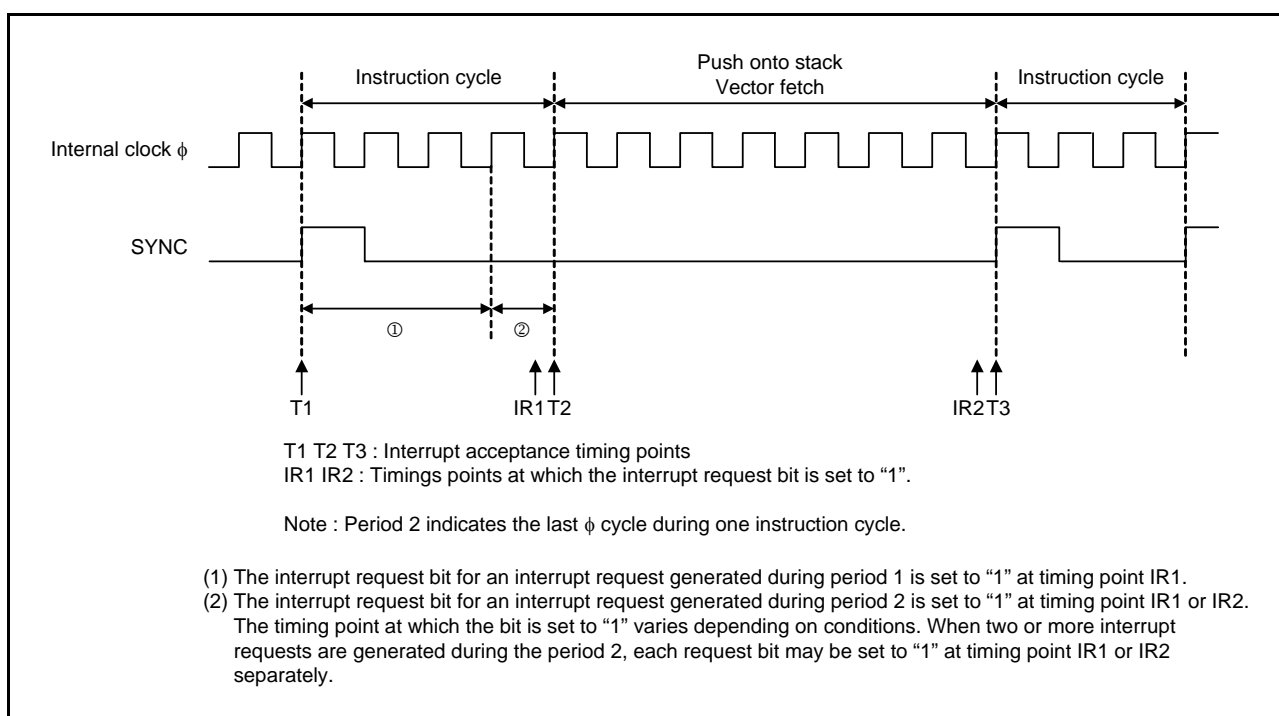 Push onto stack
Instruction cycle
Vector fetch
Instruction cycle
Internal clock ϕ
SYNC
①
②
T1
IR1 T2
IR2 T3
T1 T2 T3 : Interrupt acceptance timing points
IR1 IR2 : Timings points at which the interrupt request bit is set to “1”.
Note : Period 2 indicates the last ϕ cycle during one instruction cycle.
(1) The interrupt request bit for an interrupt request generated during period 1 is set to “1” at timing point IR1.
(2) The interrupt request bit for an interrupt request generated during period 2 is set to “1” at timing point IR1 or IR2.
The timing point at which the bit is set to “1” varies depending on conditions. When two or more interrupt
requests are generated during the period 2, each request bit may be set to “1” at timing point IR1 or IR2
separately.